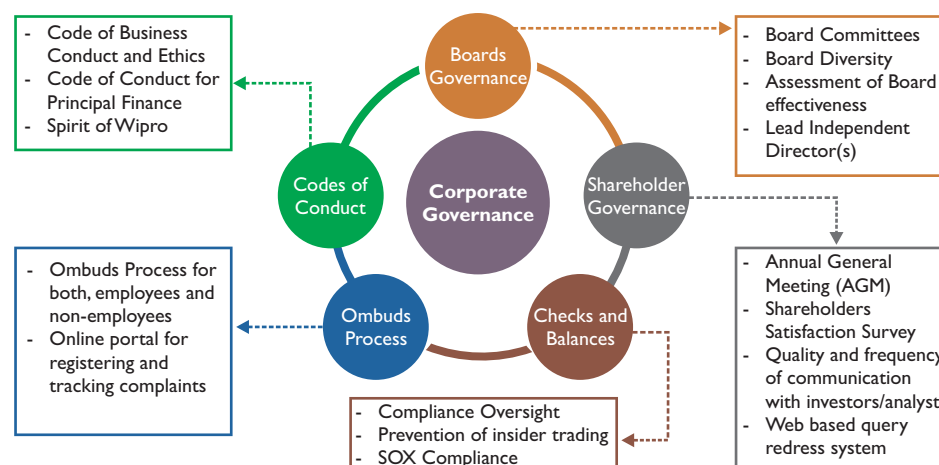 - Code of Business
Conduct and Ethics
- Code of Conduct for
Principal Finance
- Spirit of Wipro
Boards
Governance
- Board Committees
- Board Diversity
- Assessment of Board
effectiveness
- Lead Independent
Director(s)
Codes of
Conduct
Corporate
Governance
Shareholder
Governance
- Ombuds Process for
both, employees and
non-employees
- Online portal for
registering and
tracking complaints
Ombuds
Process
Checks and
Balances
- Annual General
Meeting (AGM)
- Shareholders
Satisfaction Survey
- Quality and frequency
of communication
with investors/analyst
- Web based query
redress system
- Compliance Oversight
- Prevention of insider trading
- SOX Compliance